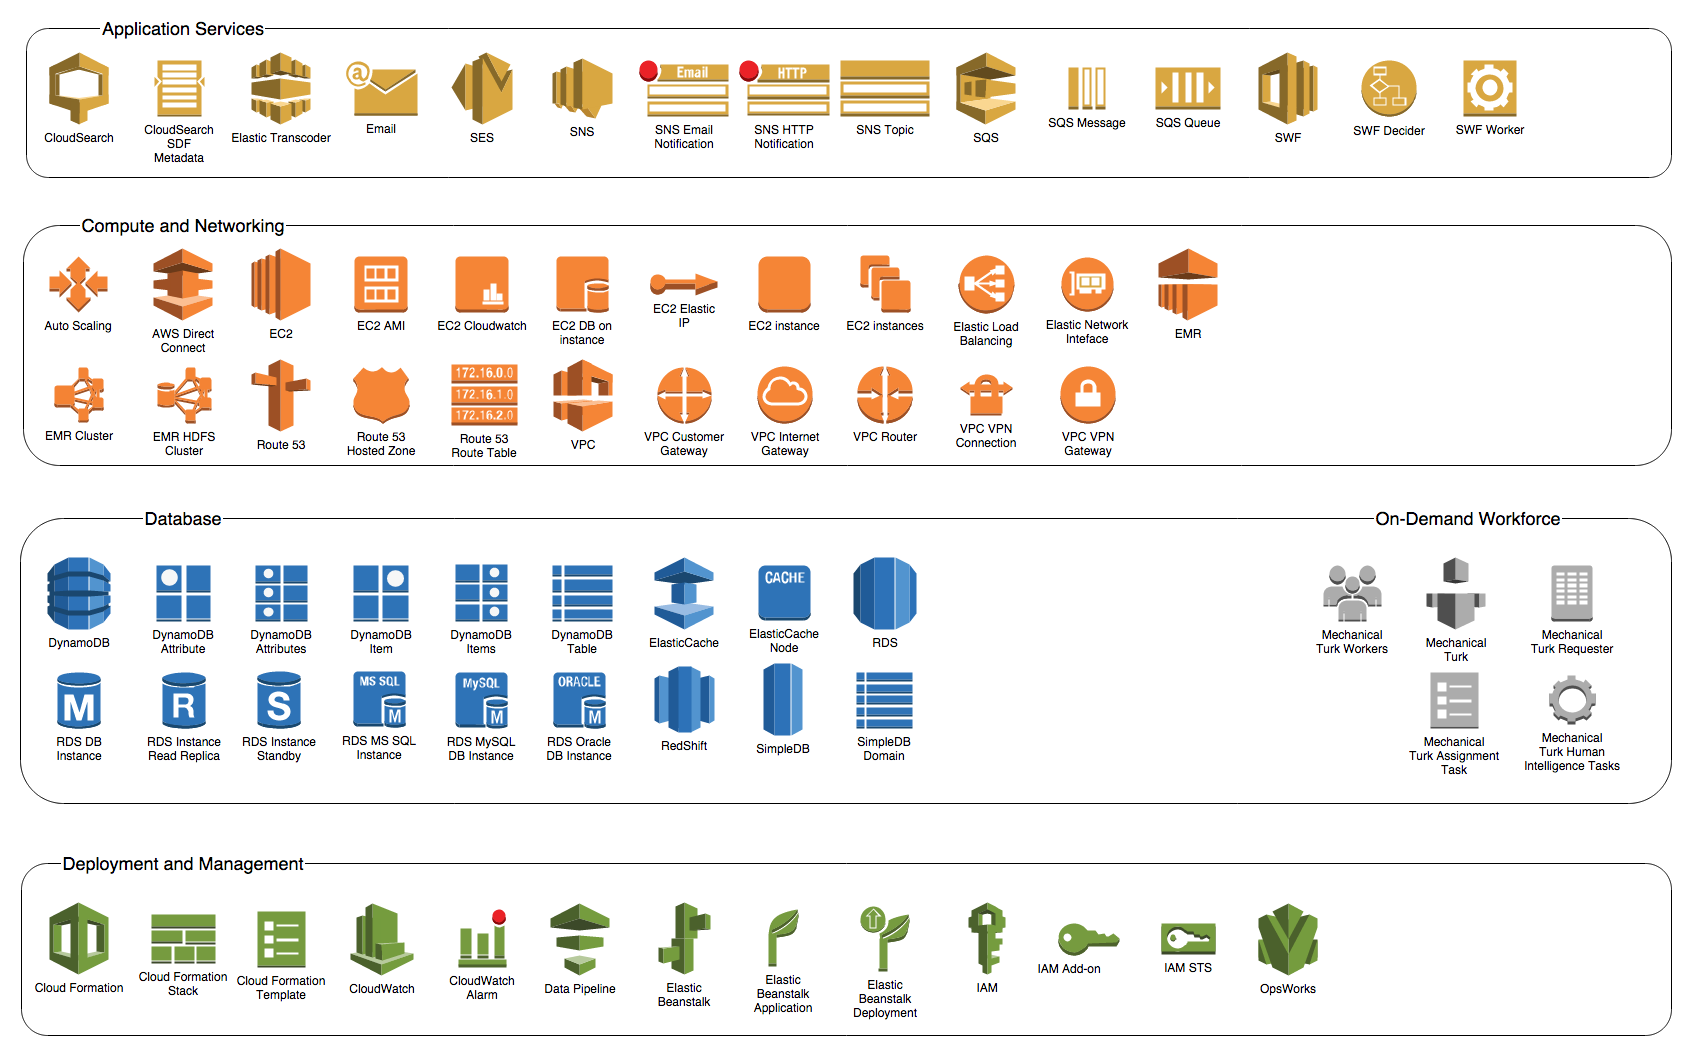 Application Services
@
Email
HTTP
CloudSearch
CloudSearch
SDF
Metadata
Elastic Transcoder
Email
SES
SNS
SNS Email
Notification
SNS HTTP
Notification
SNS Topic
SQS
SQS Message
SQS Queue
SWF
SWF Decider
SWF Worker
Compute and Networking
Auto Scaling
AWS Direct
Connect
EC2
EC2 AMI
EC2 Cloudwatch
EC2 DB on
instance
EC2 Elastic
IP
EC2 instance
EC2 instances
Elastic Load
Balancing
Elastic Network
Inteface
EMR
172.16.0.0
172.16.1.0
172.16.2.0
EMR Cluster
EMR HDFS
Cluster
Route 53
Route 53
Hosted Zone
Route 53
Route Table
VPC
VPC Customer
Gateway
VPC Internet
Gateway
VPC Router
VPC VPN
Connection
VPC VPN
Gateway
Database
CACHE
DynamoDB
DynamoDB
Attribute
DynamoDB
Attributes
DynamoDB
Item
DynamoDB
Items
DynamoDB
Table
ElasticCache
ElasticCache
Node
RDS
M
R
S
MS SQL
M
MySQL
M
ORACLE
M
RDS DB
Instance
RDS Instance
Read Replica
RDS Instance
Standby
RDS MS SQL
Instance
RDS MySQL
DB Instance
RDS Oracle
DB Instance
RedShift
SimpleDB
SimpleDB
Domain
On-Demand Workforce
Mechanical
Turk Workers
Mechanical
Turk
Mechanical
Turk Requester
Mechanical
Turk Assignment
Task
Mechanical
Turk Human
Intelligence Tasks
Deployment and Management
Cloud Formation
Cloud Formation
Stack
Cloud Formation
Template
CloudWatch
CloudWatch
Alarm
Data Pipeline
Elastic
Beanstalk
Elastic
Beanstalk
Application
Elastic
Beanstalk
Deployment
IAM
IAM Add-on
IAM STS
OpsWorks